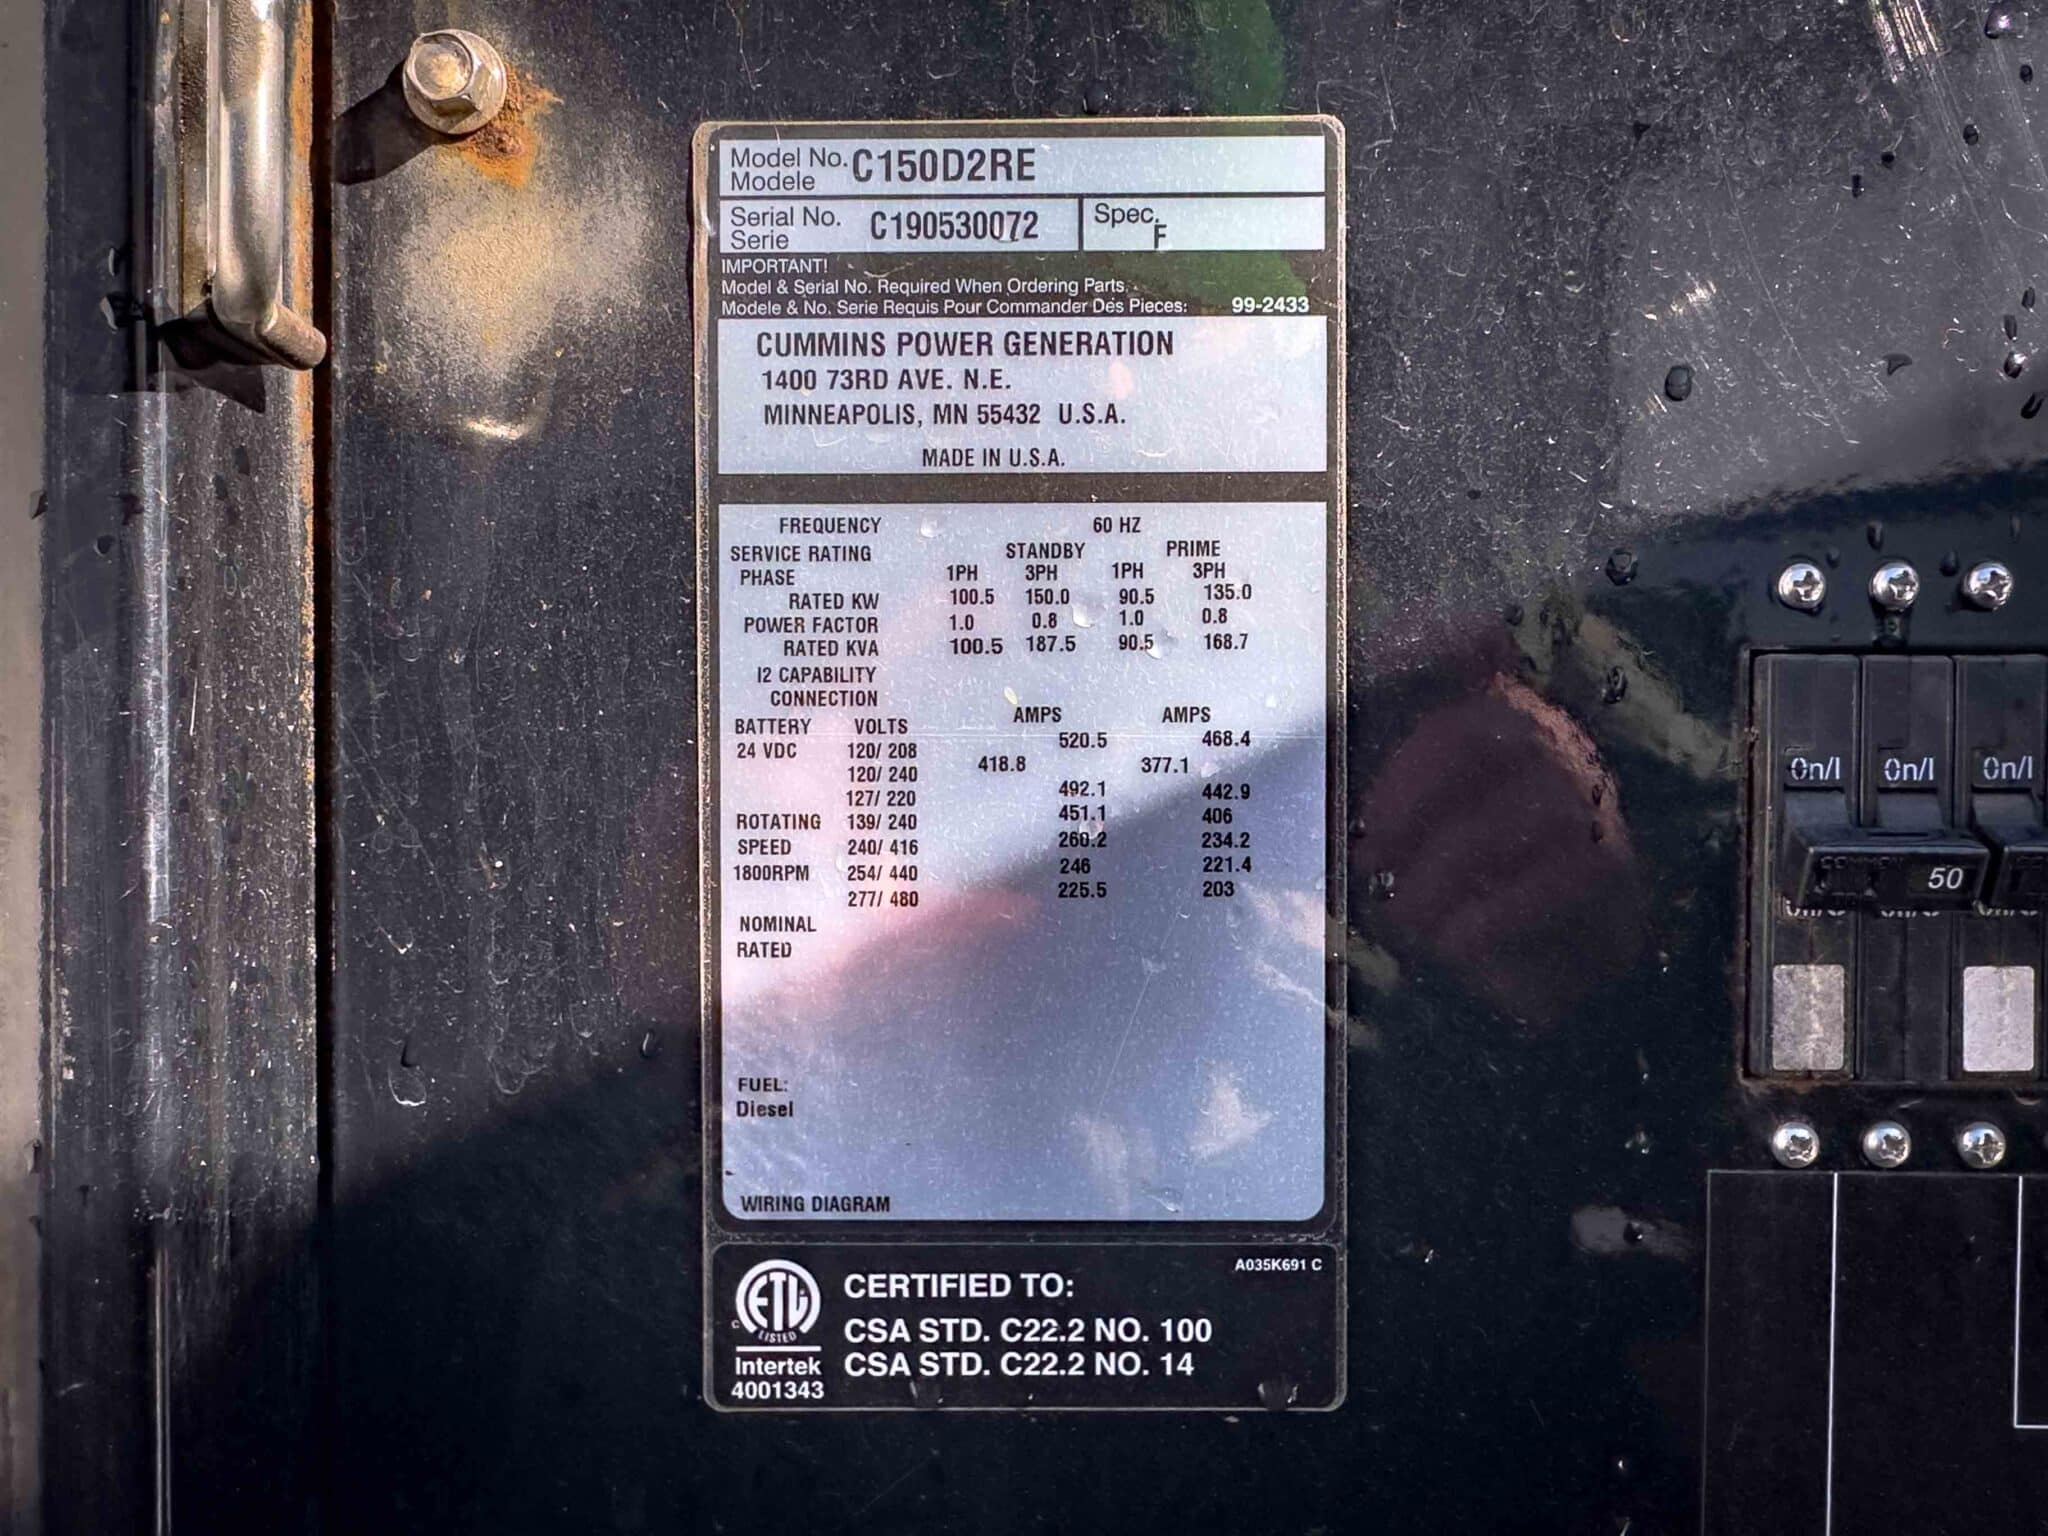 Model No. C150D2RE
Modele
Serial No. C190530072 Spec.
Serie F
IMPORTANT!
Model & Serial No. Required When Ordering Parts.
Modele & No. Serie Requis Pour Commander Des Pieces: 99-2433
CUMMINS POWER GENERATION
1400 73RD AVE. N.E.
MINNEAPOLIS, MN 55432 U.S.A.
MADE IN U.S.A.
FREQUENCY 60 HZ
SERVICE RATING STANDBY PRIME
PHASE 1PH 3PH 1PH 3PH
RATED KW 100.5 150.0 90.5 135.0
POWER FACTOR 1.0 0.8 1.0 0.8
RATED KVA 100.5 187.5 90.5 168.7
I2 CAPABILITY
CONNECTION
BATTERY VOLTS AMPS AMPS
24 VDC 120/ 208 520.5 468.4
120/ 240 418.8 377.1
127/ 220 492.1 442.9
ROTATING 139/ 240 451.1 406
SPEED 240/ 416 260.2 234.2
1800RPM 254/ 440 246 221.4
277/ 480 225.5 203
NOMINAL
RATED
FUEL:
Diesel
WIRING DIAGRAM
A035K691 C
ETL
C LISTED
Intertek
4001343
CERTIFIED TO:
CSA STD. C22.2 NO. 100
CSA STD. C22.2 NO. 14
On/I On/I On/I
50